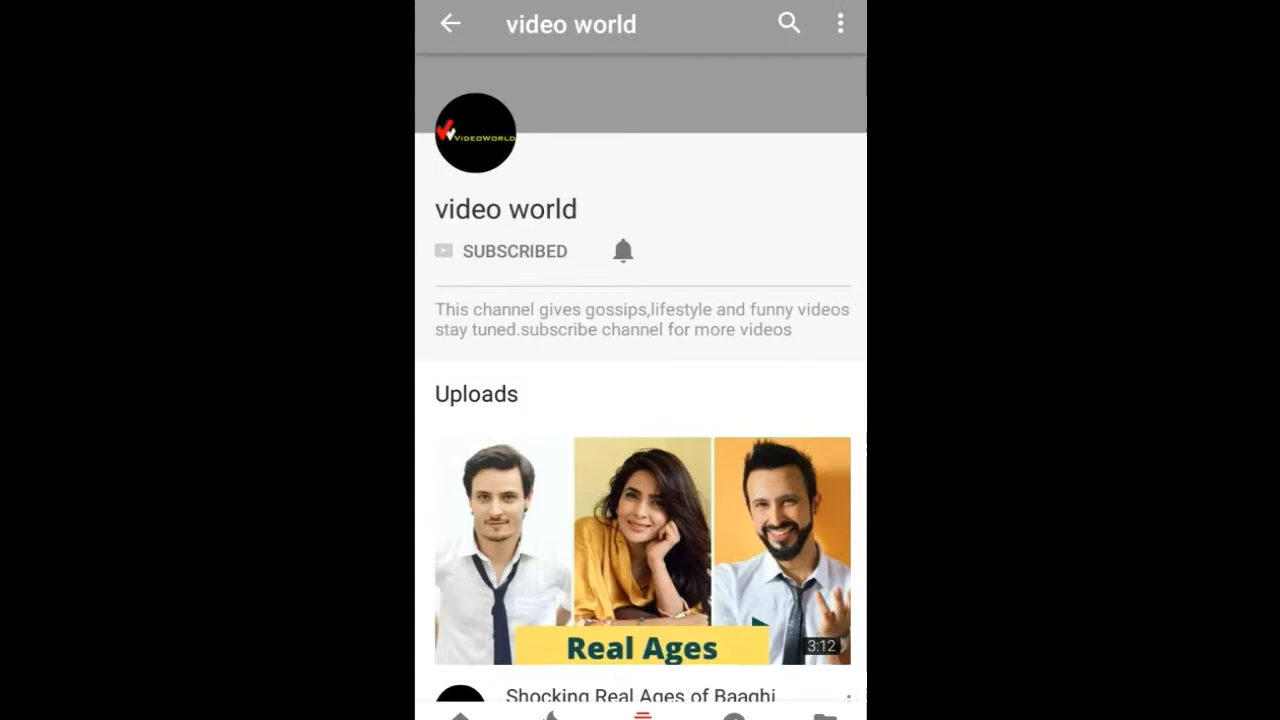 video world
VIDEOWORLD
video world
SUBSCRIBED
This channel gives gossips,lifestyle and funny videos
stay tuned.subscribe channel for more videos
Uploads
Real Ages
3:12
Shocking Real Ages of Baaghi